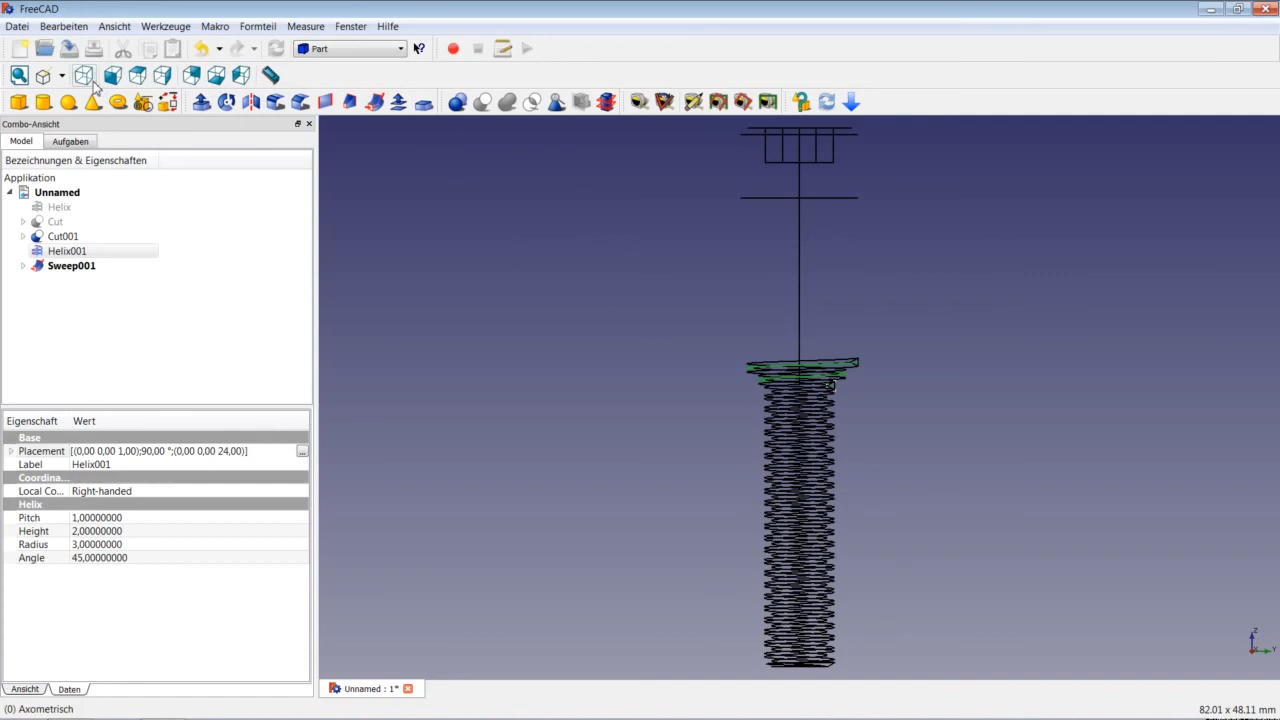 FreeCAD
Datei Bearbeiten Ansicht Werkzeuge Makro Formteil Measure Fenster Hilfe
Part
Combo-Ansicht
Model Aufgaben
Bezeichnungen & Eigenschaften
Applikation
Unnamed
Helix
Cut
Cut001
Helix001
Sweep001
Eigenschaft Wert
Base
Placement [(0,00 0,00 1,00);90,00 °;(0,00 0,00 24,00)]
...
Label Helix001
Coordina...
Local Co... Right-handed
Helix
Pitch 1,00000000
Height 2,00000000
Radius 3,00000000
Angle 45,00000000
Ansicht Daten
Unnamed : 1*
Z
X
Y
(0) Axometrisch
82.01 x 48.11 mm